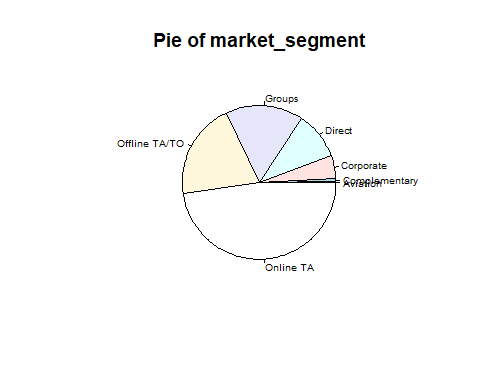 Pie of market_segment
Groups
Direct
Offline TA/TO
Corporate
Complementary
Aviation
Online TA